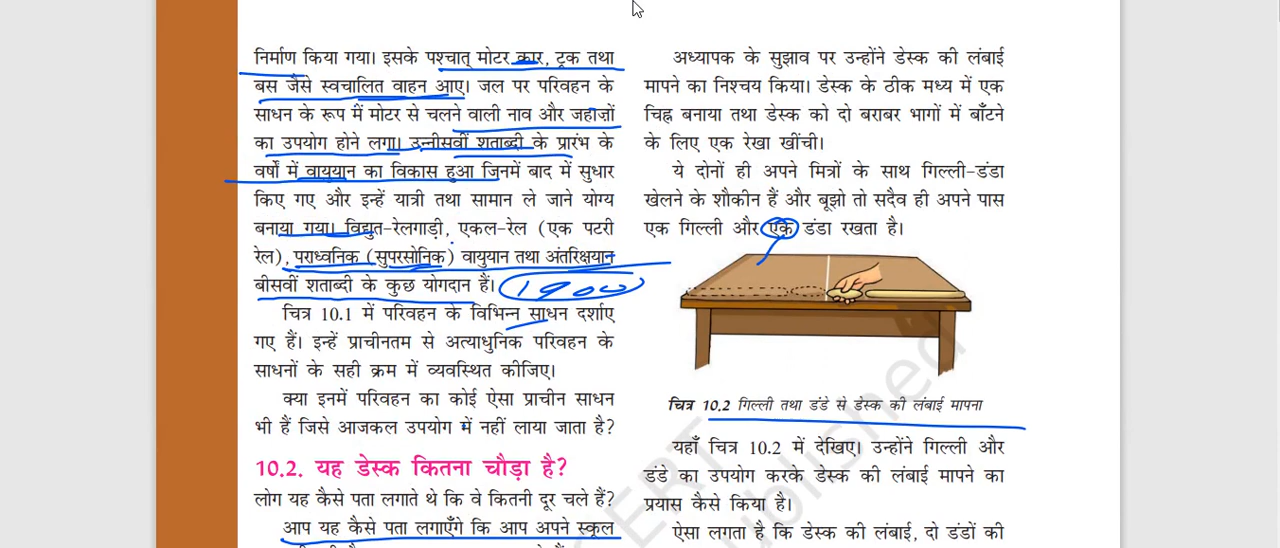 निर्माण किया गया। इसके पश्चात् मोटर कार, ट्रक तथा
बस जैसे स्वचालित वाहन आए। जल पर परिवहन के
साधन के रूप में मोटर से चलने वाली नाव और जहाजों
का उपयोग होने लगा। उन्नीसवीं शताब्दी के प्रारंभ के
वर्षों में वायुयान का विकास हुआ जिनमें बाद में सुधार
किए गए और इन्हें यात्री तथा सामान ले जाने योग्य
बनाया गया। विद्युत-रेलगाड़ी, एकल-रेल (एक पटरी
रेल), पराध्वनिक (सुपरसोनिक) वायुयान तथा अंतरिक्षयान
बीसवीं शताब्दी के कुछ योगदान हैं। 1900
चित्र 10.1 में परिवहन के विभिन्न साधन दर्शाए
गए हैं। इन्हें प्राचीनतम से अत्याधुनिक परिवहन के
साधनों के सही क्रम में व्यवस्थित कीजिए।
क्या इनमें परिवहन का कोई ऐसा प्राचीन साधन
भी हैं जिसे आजकल उपयोग में नहीं लाया जाता है?
10.2. यह डेस्क कितना चौड़ा है?
लोग यह कैसे पता लगाते थे कि वे कितनी दूर चले हैं?
आप यह कैसे पता लगाएँगे कि आप अपने स्कूल
अध्यापक के सुझाव पर उन्होंने डेस्क की लंबाई
मापने का निश्चय किया। डेस्क के ठीक मध्य में एक
चिह्न बनाया तथा डेस्क को दो बराबर भागों में बाँटने
के लिए एक रेखा खींची।
ये दोनों ही अपने मित्रों के साथ गिल्ली-डंडा
खेलने के शौकीन हैं और बूझो तो सदैव ही अपने पास
एक गिल्ली और एक डंडा रखता है।
चित्र 10.2 गिल्ली तथा डंडे से डेस्क की लंबाई मापना
यहाँ चित्र 10.2 में देखिए। उन्होंने गिल्ली और
डंडे का उपयोग करके डेस्क की लंबाई मापने का
प्रयास कैसे किया है।
ऐसा लगता है कि डेस्क की लंबाई, दो डंडों की